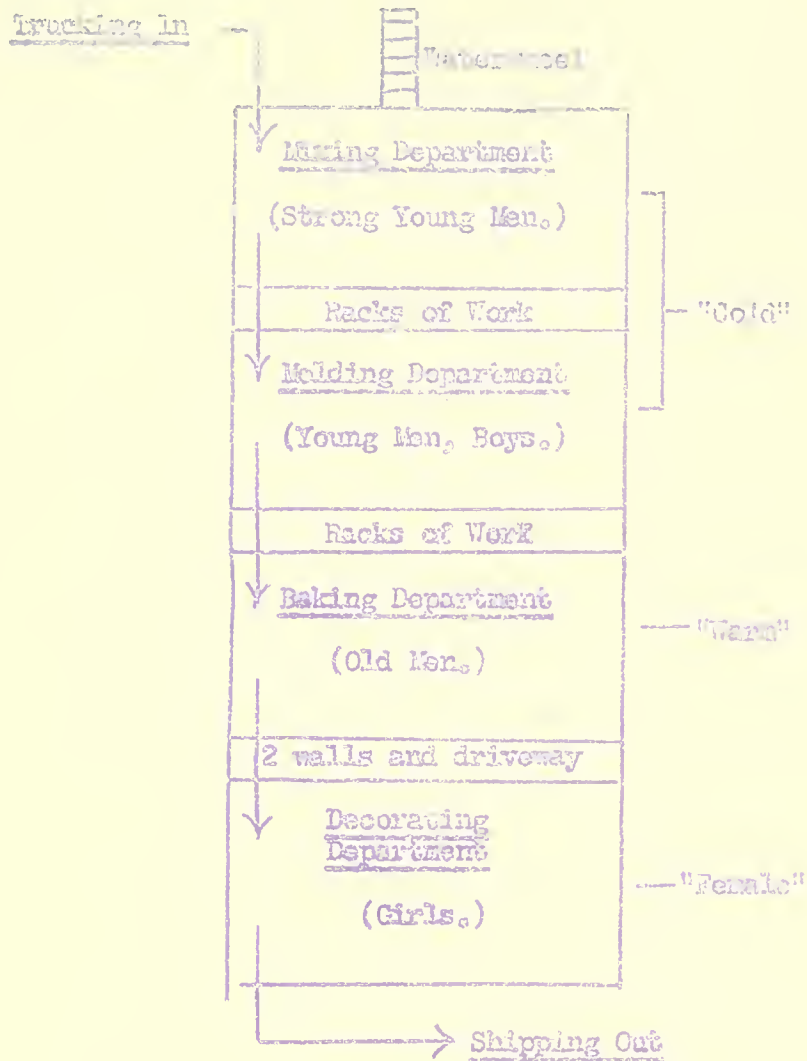 Trucking In
Waterwheel
Mixing Department
(Strong Young Men.)
Racks of Work
"Cold"
Molding Department
(Young Men, Boys.)
Racks of Work
Baking Department
"Warm"
(Old Men.)
2 walls and driveway
Decorating
Department
"Female"
(Girls.)
Shipping Out